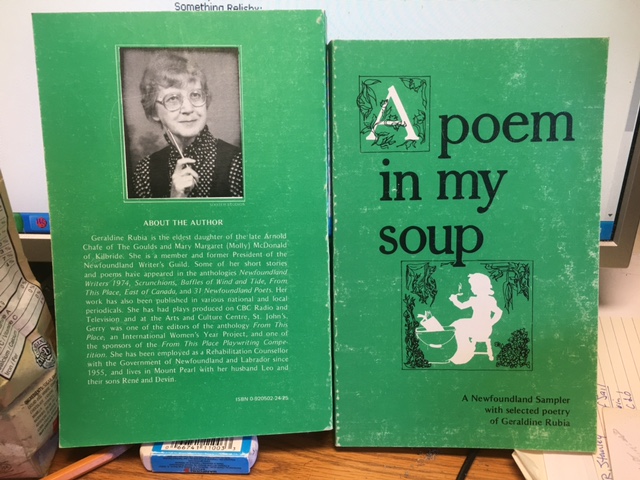 Something Relishy
ABOUT THE AUTHOR
Geraldine Rubia is the eldest daughter of the late Arnold
Chafe of The Goulds and Mary Margaret (Molly) McDonald
of Kilbride. She is a member and former President of the
Newfoundland Writer's Guild. Some of her short stories
and poems have appeared in the anthologies Newfoundland
Writers 1974, Scrunchions, Baffles of Wind and Tide, From
This Place, East of Canada, and 31 Newfoundland Poets. Her
work has also been published in various national and local
periodicals. She has had plays produced on CBC Radio and
Television and at the Arts and Culture Centre, St. John's.
Gerry was one of the editors of the anthology From This
Place, an International Women's Year Project, and one of
the sponsors of the From This Place Playwriting Compe-
tition. She has been employed as a Rehabilitation Counsellor
with the Government of Newfoundland and Labrador since
1955, and lives in Mount Pearl with her husband Leo and
their sons René and Devitt.
ISBN 0-920502-24-85
A poem
in my
soup
A Newfoundland Sampler
with selected poetry
of Geraldine Rubia
66741 11003